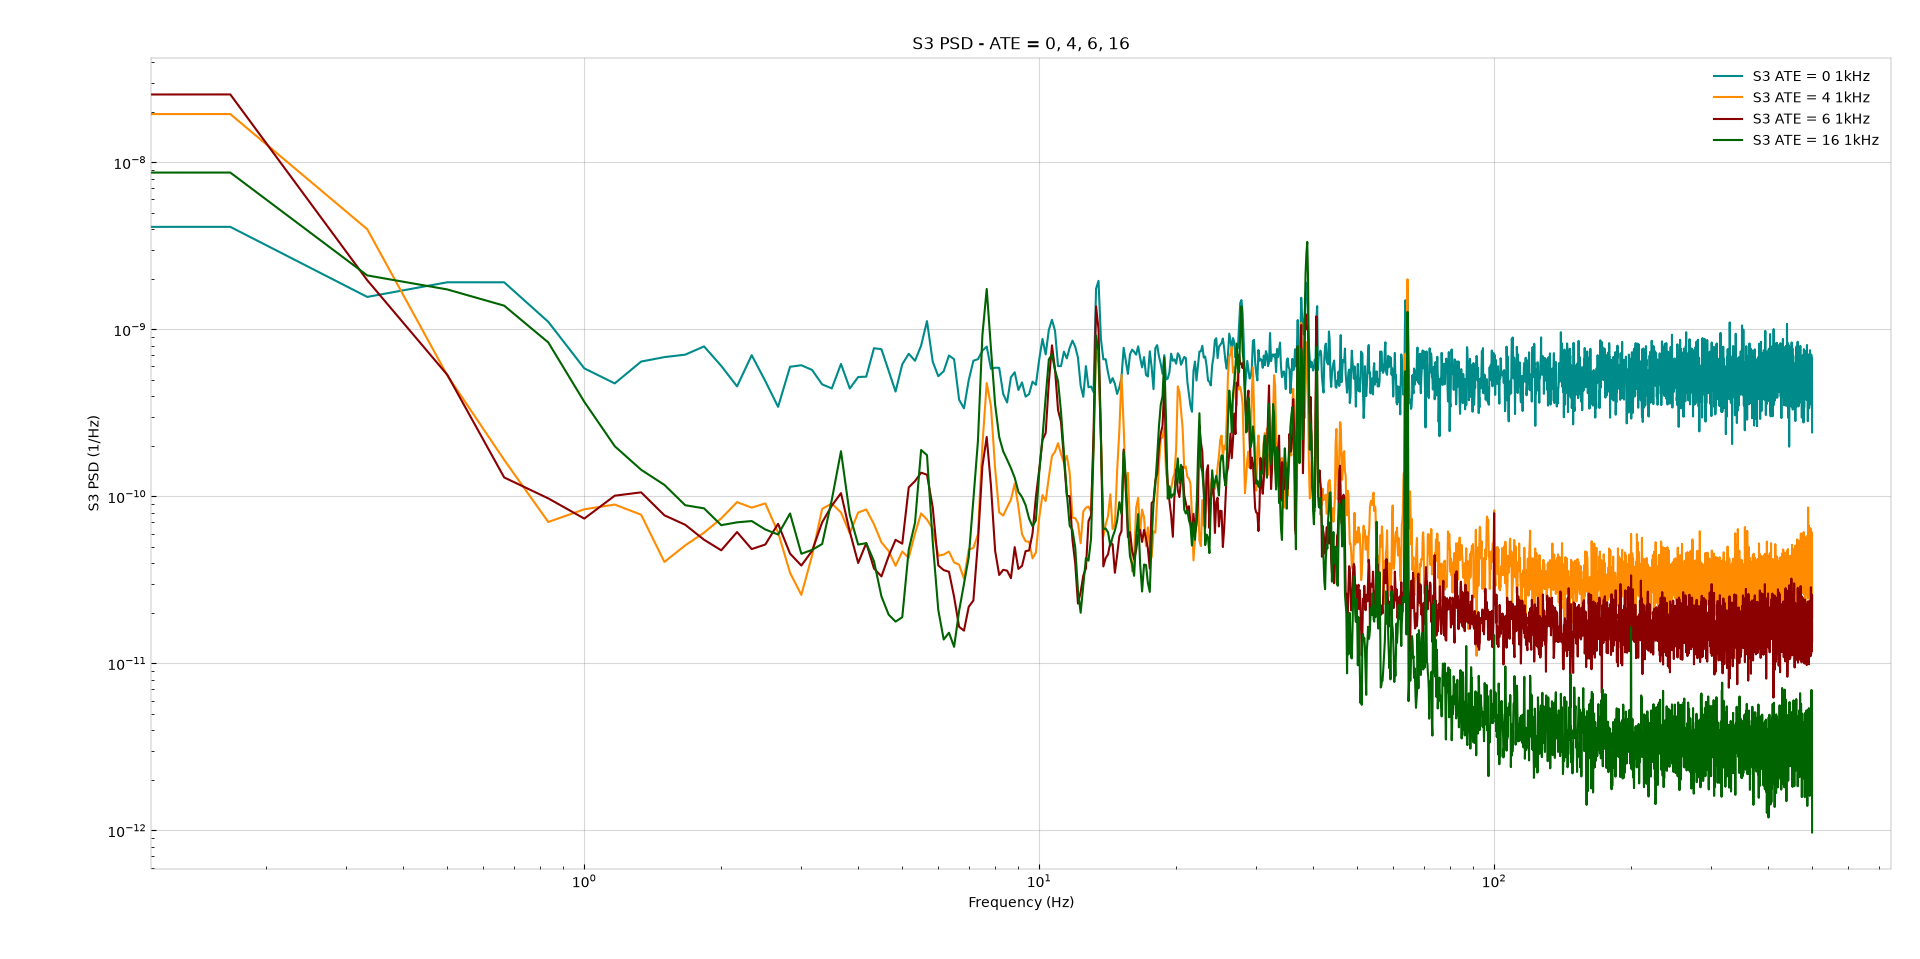 S3 PSD - ATE = 0, 4, 6, 16
S3 ATE = 0 1kHz
S3 ATE = 4 1kHz
S3 ATE = 6 1kHz
S3 ATE = 16 1kHz
S3 PSD (1/Hz)
10⁻⁸
10⁻⁹
10⁻¹⁰
10⁻¹¹
10⁻¹²
10⁰ 10¹ 10²
Frequency (Hz)